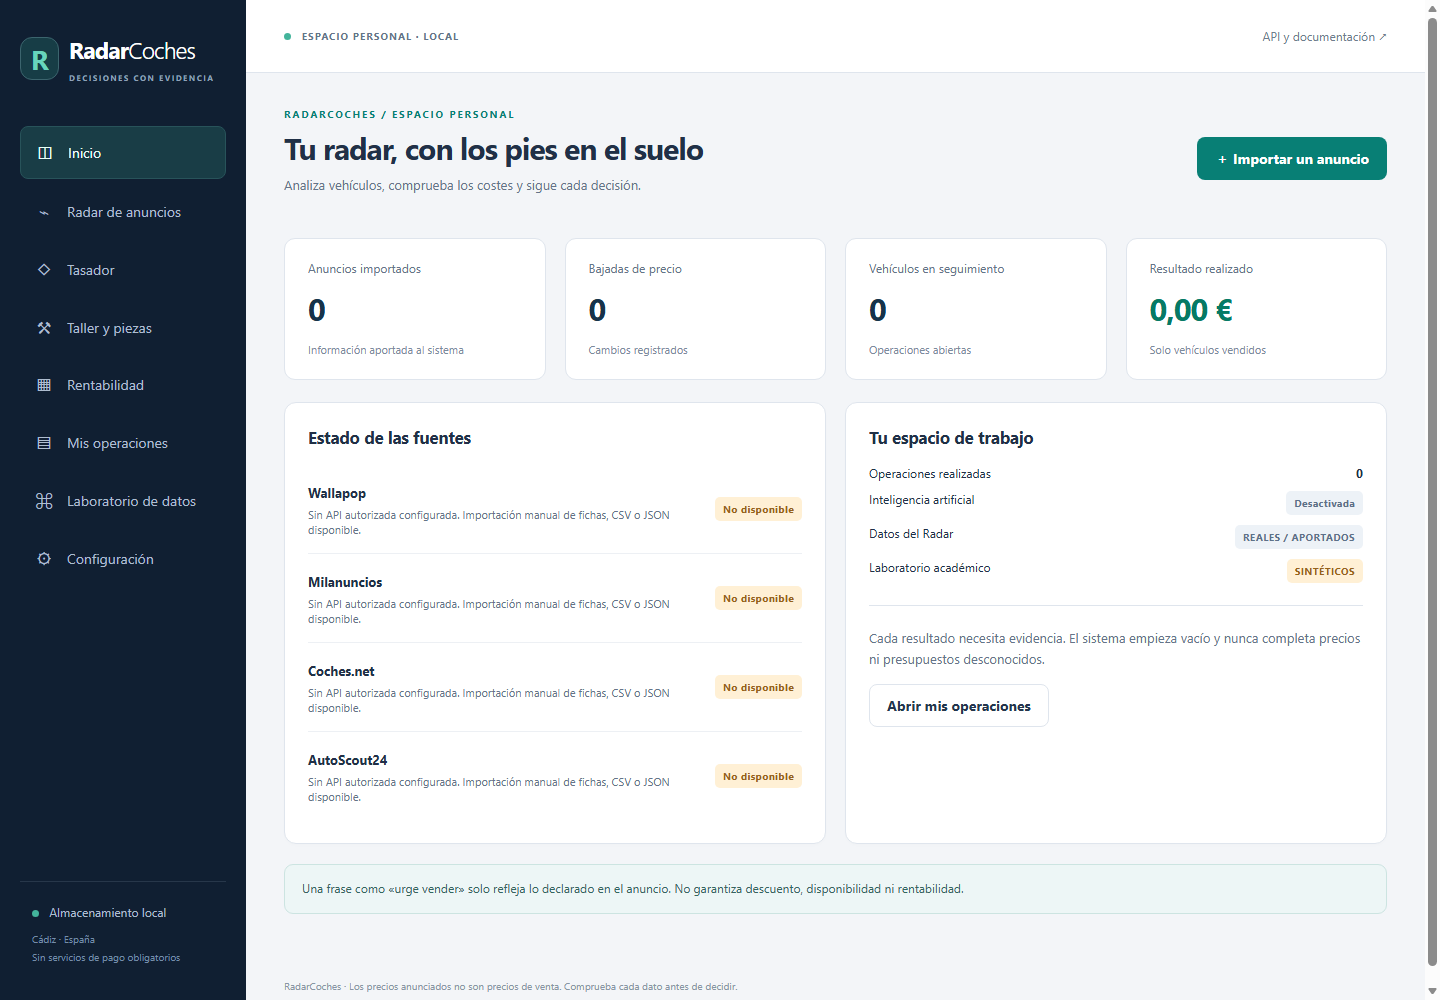 R
RadarCoches
DECISIONES CON EVIDENCIA
Inicio
Radar de anuncios
Tasador
Taller y piezas
Rentabilidad
Mis operaciones
Laboratorio de datos
Configuración
Almacenamiento local
Cádiz · España
Sin servicios de pago obligatorios
ESPACIO PERSONAL · LOCAL
API y documentación ↗
RADARCOCHES / ESPACIO PERSONAL
Tu radar, con los pies en el suelo
Analiza vehículos, comprueba los costes y sigue cada decisión.
+ Importar un anuncio
Anuncios importados
0
Información aportada al sistema
Bajadas de precio
0
Cambios registrados
Vehículos en seguimiento
0
Operaciones abiertas
Resultado realizado
0,00 €
Solo vehículos vendidos
Estado de las fuentes
Wallapop
Sin API autorizada configurada. Importación manual de fichas, CSV o JSON
disponible.
No disponible
Milanuncios
Sin API autorizada configurada. Importación manual de fichas, CSV o JSON
disponible.
No disponible
Coches.net
Sin API autorizada configurada. Importación manual de fichas, CSV o JSON
disponible.
No disponible
AutoScout24
Sin API autorizada configurada. Importación manual de fichas, CSV o JSON
disponible.
No disponible
Tu espacio de trabajo
Operaciones realizadas 0
Inteligencia artificial Desactivada
Datos del Radar REALES / APORTADOS
Laboratorio académico SINTÉTICOS
Cada resultado necesita evidencia. El sistema empieza vacío y nunca completa precios
ni presupuestos desconocidos.
Abrir mis operaciones
Una frase como «urge vender» solo refleja lo declarado en el anuncio. No garantiza descuento, disponibilidad ni rentabilidad.
RadarCoches · Los precios anunciados no son precios de venta. Comprueba cada dato antes de decidir.